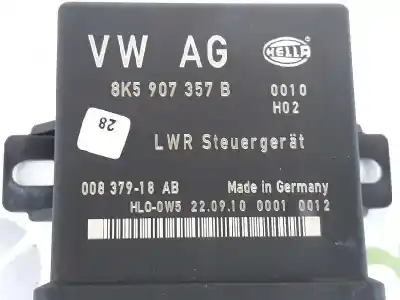 VW AG
HELLA
8K5 907 357 B
0010
H02
28
LWR Steuergerät
008 379-18 AB
Made in Germany
HLO-0W5 22.09.10 0001 0012